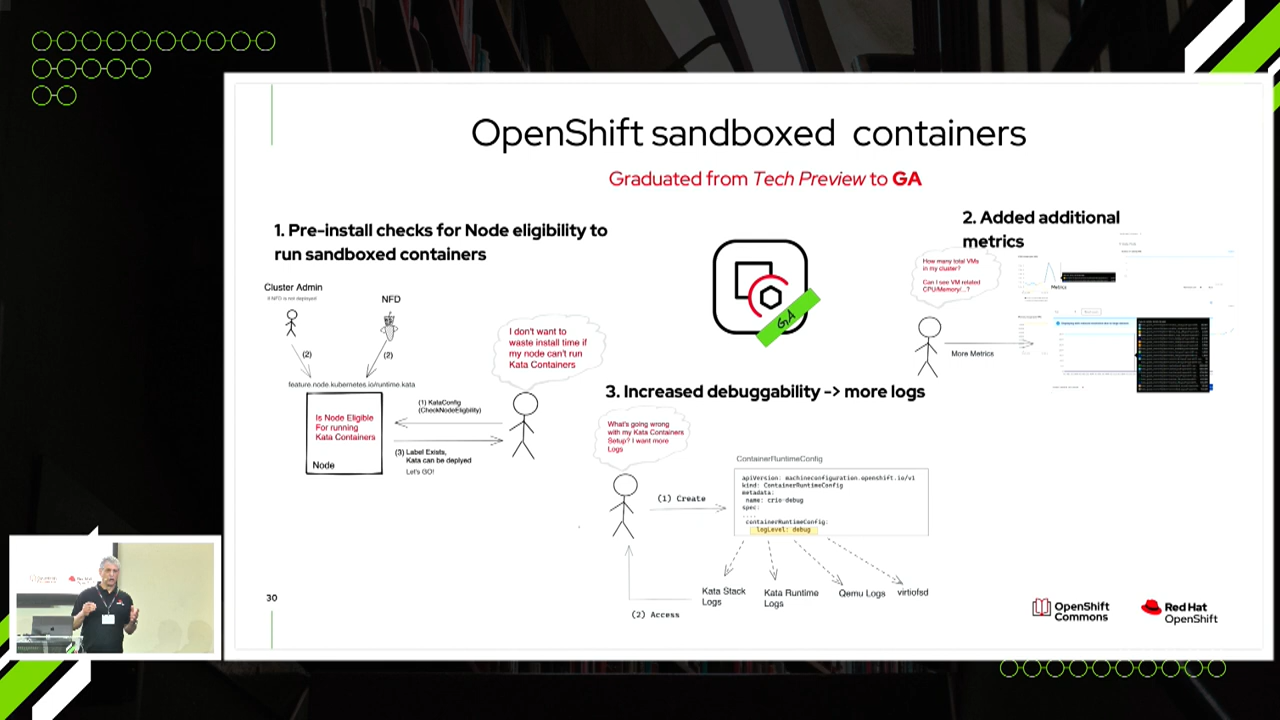 OpenShift sandboxed containers
Graduated from Tech Preview to GA
1. Pre-install checks for Node eligibility to
run sandboxed containers
Cluster Admin
If NFD is not deployed
NFD
(2)
(2)
feature.node.kubernetes.io/runtime.kata
Is Node Eligible
For running
Kata Containers
Node
(1) KataConfig
(CheckNodeEligbility)
(3) Label Exists,
Kata can be deplyed
Let's GO!
I don't want to
waste install time if
my node can't run
Kata Containers
GA
2. Added additional
metrics
How many total VMs
in my cluster?
Can I see VM related
CPU/Memory/...?
More Metrics
Metrics
3. Increased debuggability -> more logs
What's going wrong
with my Kata Containers
Setup? I want more
Logs
(1) Create
ContainerRuntimeConfig
apiVersion: machineconfiguration.openshift.io/v1
kind: ContainerRuntimeConfig
metadata:
name: crio-debug
spec:
....
containerRuntimeConfig:
logLevel: debug
Kata Stack
Logs
Kata Runtime
Logs
Qemu Logs
virtiofsd
(2) Access
30
OpenShift
Commons
Red Hat
OpenShift